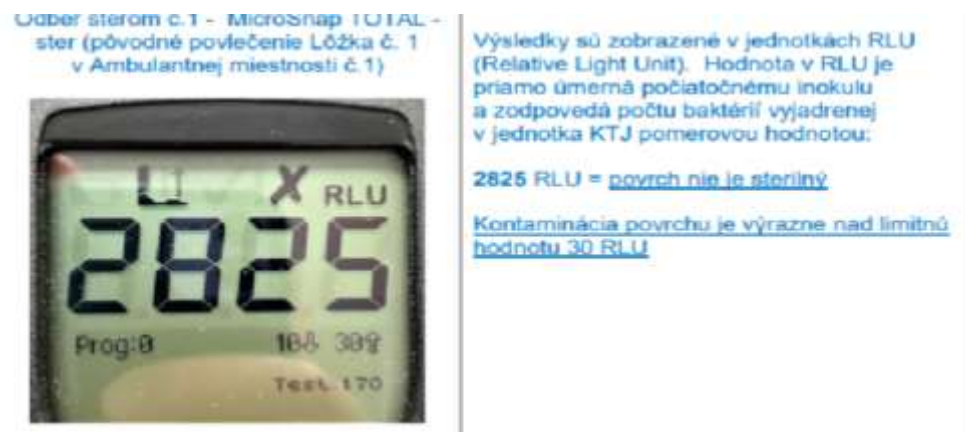 Odber sterom č.1 - MicroSnap TOTAL -
ster (pôvodné povlečenie Lôžka č. 1
v Ambulantnej miestnosti č.1)
X RLU
2825
Prog:0
Test 170
Výsledky sú zobrazené v jednotkách RLU
(Relative Light Unit). Hodnota v RLU je
priamo úmerná počiatočnému inokulu
a zodpovedá počtu baktérií vyjadrenej
v jednotka KTJ pomerovou hodnotou:
2825 RLU = povrch nie je sterilný
Kontaminácia povrchu je výrazne nad limitnú
hodnotu 30 RLU